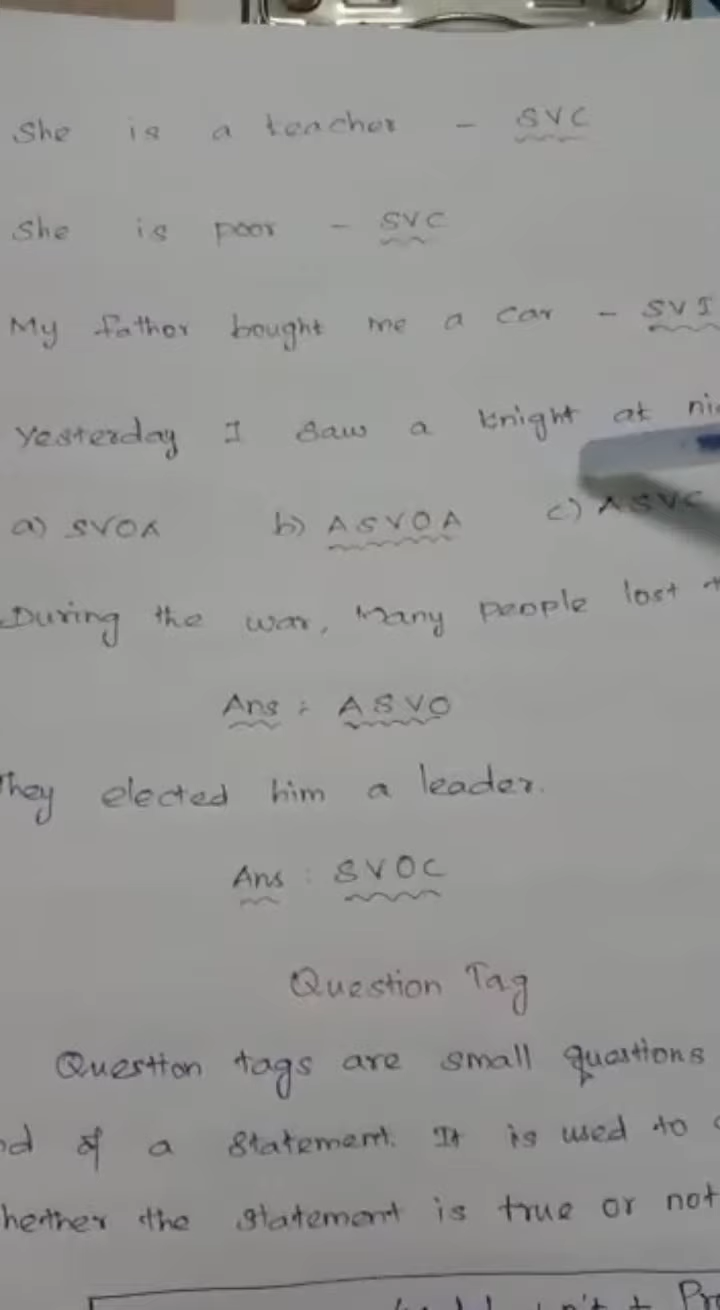 She is a teacher - SVC
She is poor - SVC
My father bought me a car - SVI
Yesterday I saw a knight at
a) SVOA b) ASVOA c) ASVC
During the war, Many people lost
Ans : ASVO
They elected him a leader.
Ans : SVOC
Question Tag
Question tags are small questions
of a statement. It is used to
whether the statement is true or not